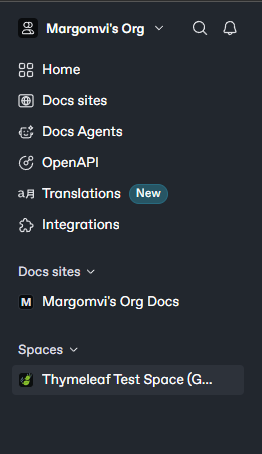 Margomvi's Org
Home
Docs sites
Docs Agents
OpenAPI
Translations New
Integrations
Docs sites
M Margomvi's Org Docs
Spaces
Thymeleaf Test Space (G...